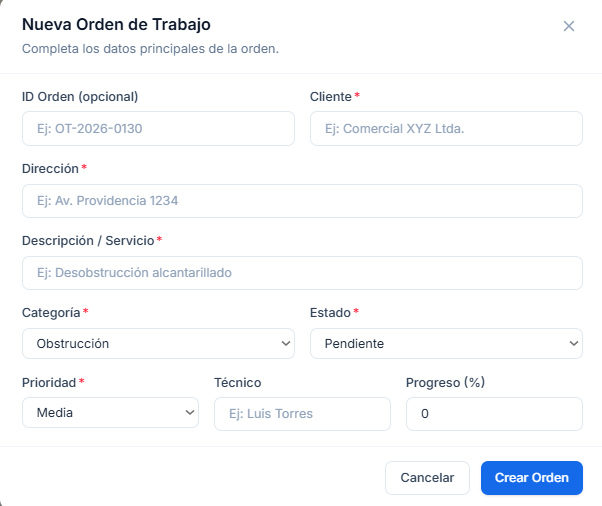 Nueva Orden de Trabajo
Completa los datos principales de la orden.
ID Orden (opcional) Cliente *
Ej: OT-2026-0130 Ej: Comercial XYZ Ltda.
Dirección *
Ej: Av. Providencia 1234
Descripción / Servicio *
Ej: Desobstrucción alcantarillado
Categoría * Estado *
Obstrucción Pendiente
Prioridad * Técnico Progreso (%)
Media Ej: Luis Torres 0
Cancelar Crear Orden